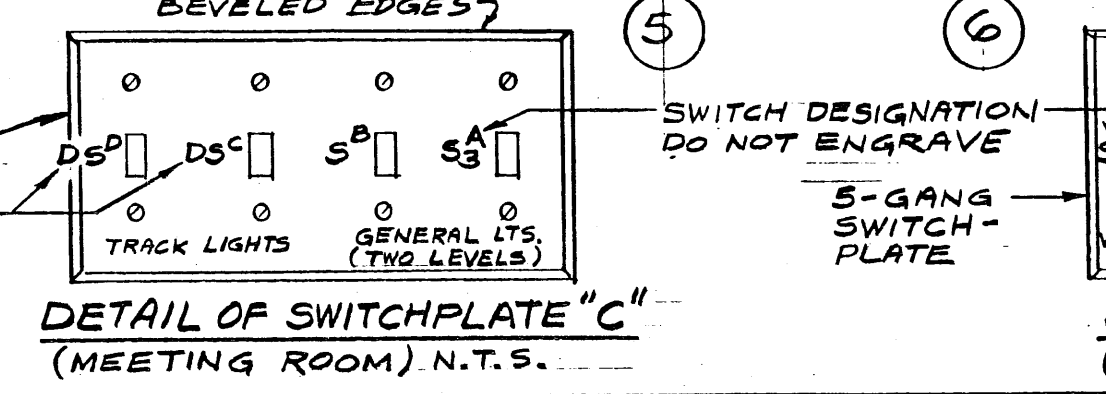 BEVELED EDGES
5
6
DS^D
DS^C
S^B
S3^A
TRACK LIGHTS
GENERAL LTS.
(TWO LEVELS)
SWITCH DESIGNATION
DO NOT ENGRAVE
5-GANG
SWITCH-
PLATE
DETAIL OF SWITCHPLATE "C"
(MEETING ROOM) N.T.S.